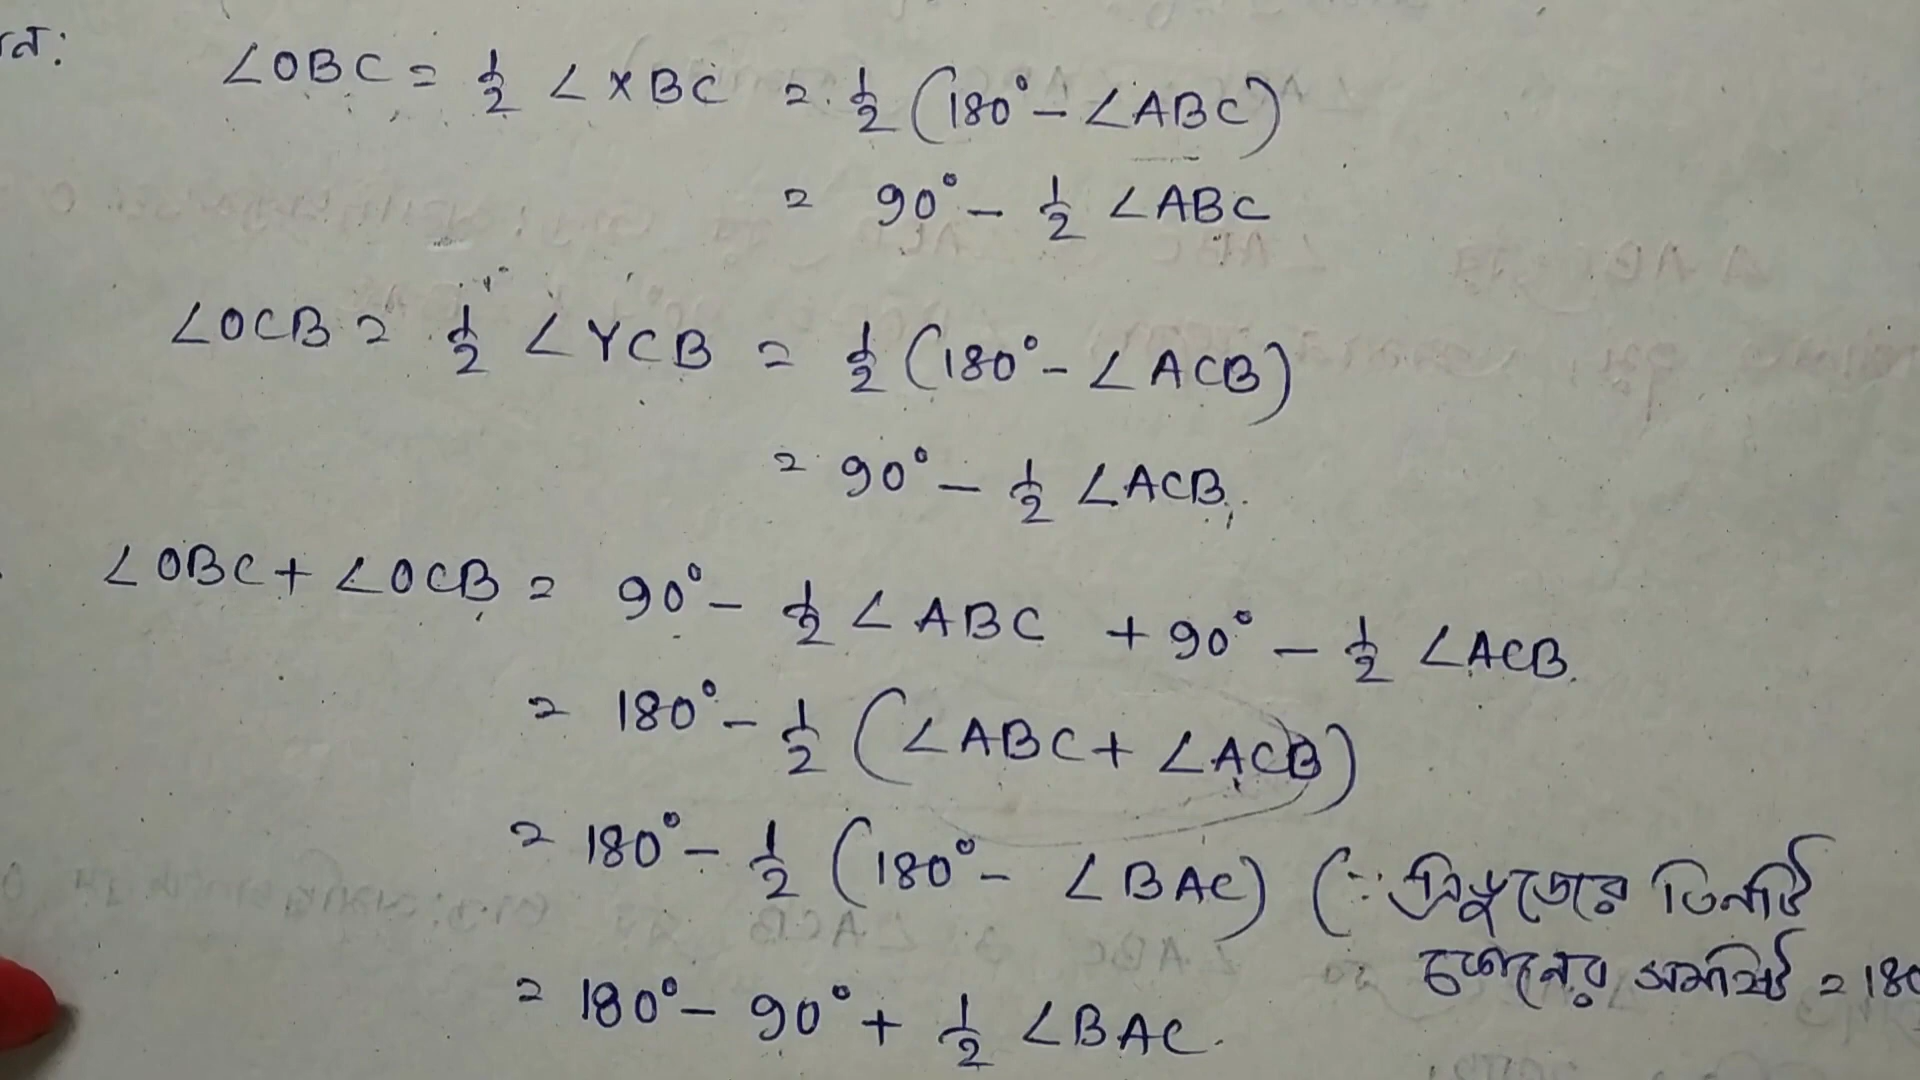 ∠OBC = 1/2 ∠XBC = 1/2 (180° − ∠ABC)
= 90° − 1/2 ∠ABC
∠OCB = 1/2 ∠YCB = 1/2 (180° − ∠ACB)
= 90° − 1/2 ∠ACB.
∠OBC + ∠OCB = 90° − 1/2 ∠ABC + 90° − 1/2 ∠ACB.
= 180° − 1/2 (∠ABC + ∠ACB)
= 180° − 1/2 (180° − ∠BAC) (∵ ত্রিভুজের তিনটি
কোণের সমষ্টি = 180
= 180° − 90° + 1/2 ∠BAC.